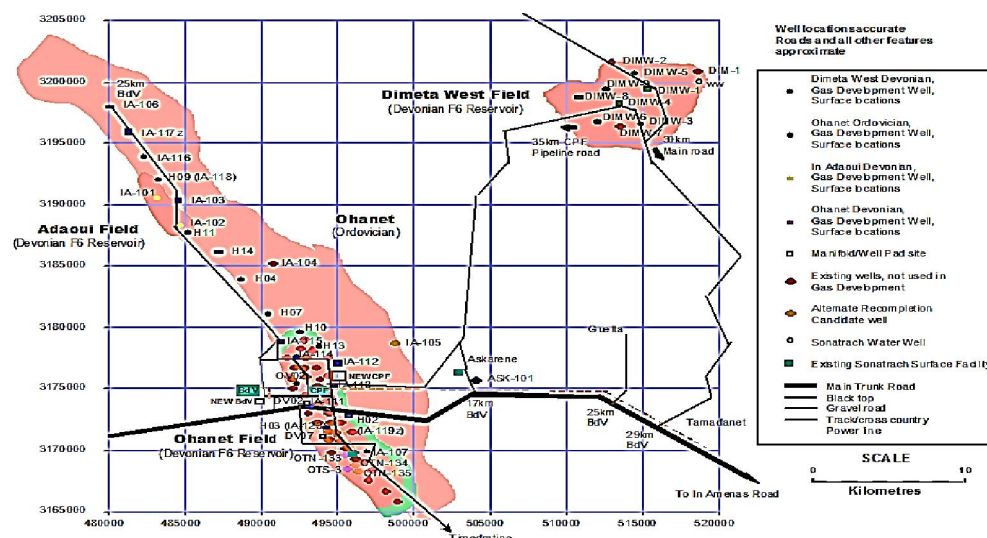 3205000
3200000
3195000
3190000
3185000
3180000
3175000
3170000
3165000
480000
485000
490000
495000
500000
505000
510000
515000
520000
25km
BdV
IA-106
IA-117z
IA-116
H09 (IA-118)
IA-101
IA-103
IA-102
H11
Adaoui Field
(Devonian F6 Reservoir)
H14
IA-104
H04
H07
H10
Ohanet
(Ordovician)
IA-115
H13
IA-114
IA-112
IA-105
NEWCPF
BdV
CPF
NEW BdV
DV02
IA-111
H02
DV07
Ohanet Field
(Devonian F6 Reservoir)
IA-107
OTN-133
OTN-134
OTS-3
OTN-135
Dimeta West Field
(Devonian F6 Reservoir)
DIMW-2
DIMW-5
DIM-1
WW
DIMW-1
DIMW-8
DIMW-4
DIMW-6
DIMW-3
35km CPF
Pipeline road
30km
Main road
Askarene
ASK-101
17km
BdV
Guella
25km
BdV
29km
BdV
Tamadanet
To In Amenas Road
Well locations accurate
Roads and all other features
approximate
Dimeta West Devonian,
Gas Development Well,
Surface locations
Ohanet Ordovician,
Gas Development Well,
Surface locations
In Adaoui Devonian,
Gas Development Well,
Surface locations
Ohanet Devonian,
Gas Development Well,
Surface locations
Manifold/Well Pad site
Existing wells, not used in
Gas Development
Alternate Recompletion
Candidate well
Sonatrach Water Well
Existing Sonatrach Surface Facility
Main Trunk Road
Black top
Gravel road
Track/cross country
Power line
SCALE
0
10
Kilometres